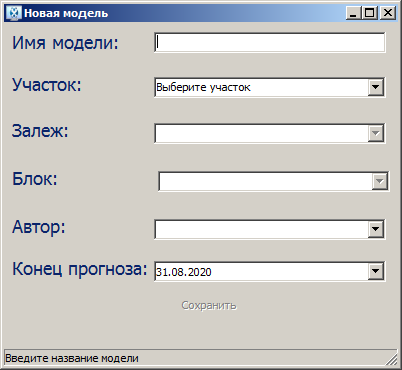 Новая модель
Имя модели:
Участок: Выберите участок
Залеж:
Блок:
Автор:
Конец прогноза: 31.08.2020
Сохранить
Введите название модели